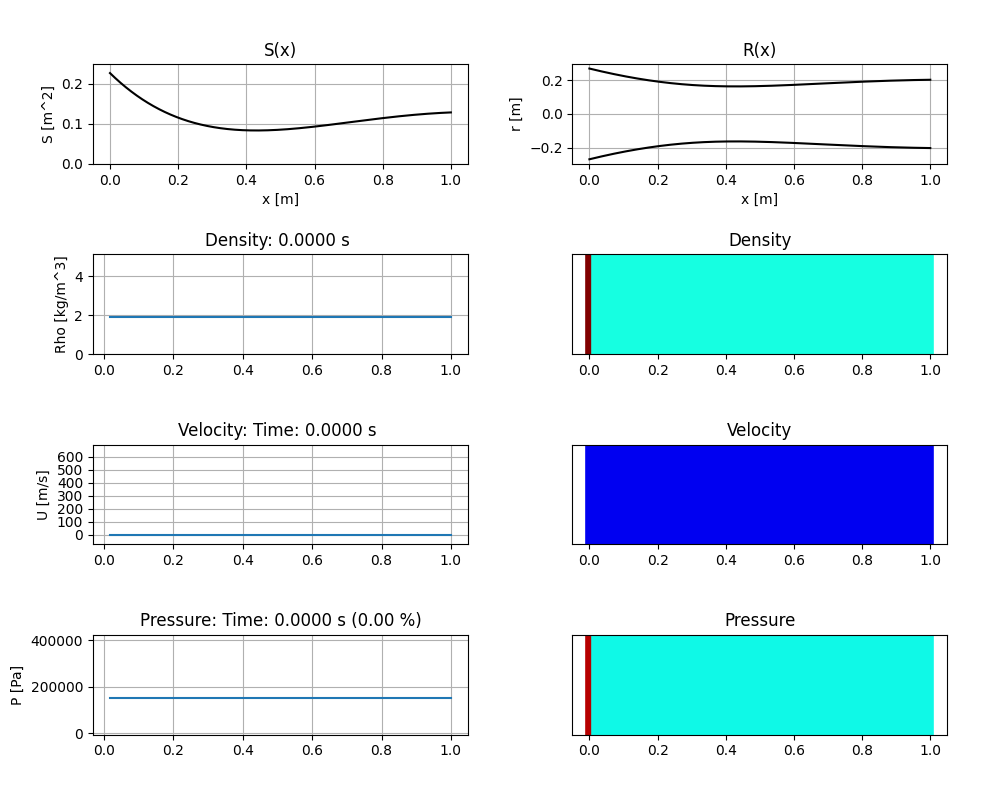 S(x)
S [m^2]
0.2
0.1
0.0
0.0 0.2 0.4 0.6 0.8 1.0
x [m]
R(x)
r [m]
0.2
0.0
−0.2
0.0 0.2 0.4 0.6 0.8 1.0
x [m]
Density: 0.0000 s
Rho [kg/m^3]
4
2
0
0.0 0.2 0.4 0.6 0.8 1.0
Density
0.0 0.2 0.4 0.6 0.8 1.0
Velocity: Time: 0.0000 s
U [m/s]
600
500
400
300
200
100
0
0.0 0.2 0.4 0.6 0.8 1.0
Velocity
0.0 0.2 0.4 0.6 0.8 1.0
Pressure: Time: 0.0000 s (0.00 %)
P [Pa]
400000
200000
0
0.0 0.2 0.4 0.6 0.8 1.0
Pressure
0.0 0.2 0.4 0.6 0.8 1.0